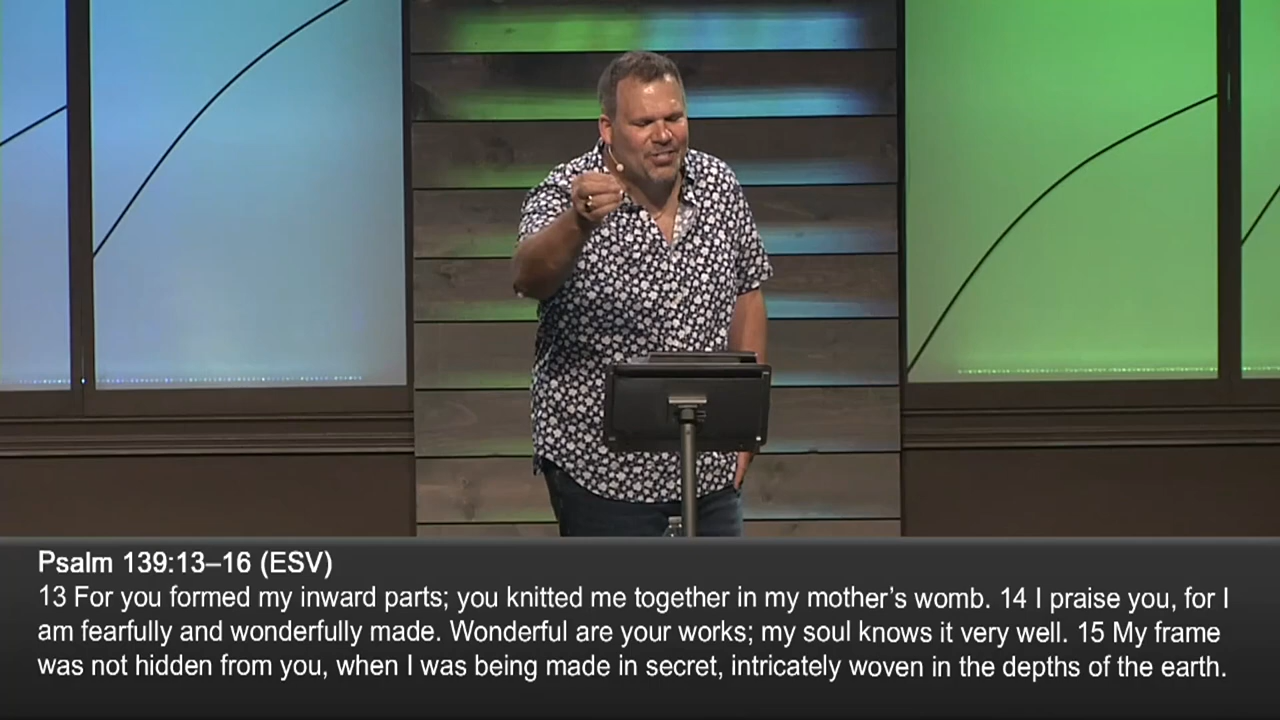 Psalm 139:13–16 (ESV)
13 For you formed my inward parts; you knitted me together in my mother’s womb. 14 I praise you, for I
am fearfully and wonderfully made. Wonderful are your works; my soul knows it very well. 15 My frame
was not hidden from you, when I was being made in secret, intricately woven in the depths of the earth.